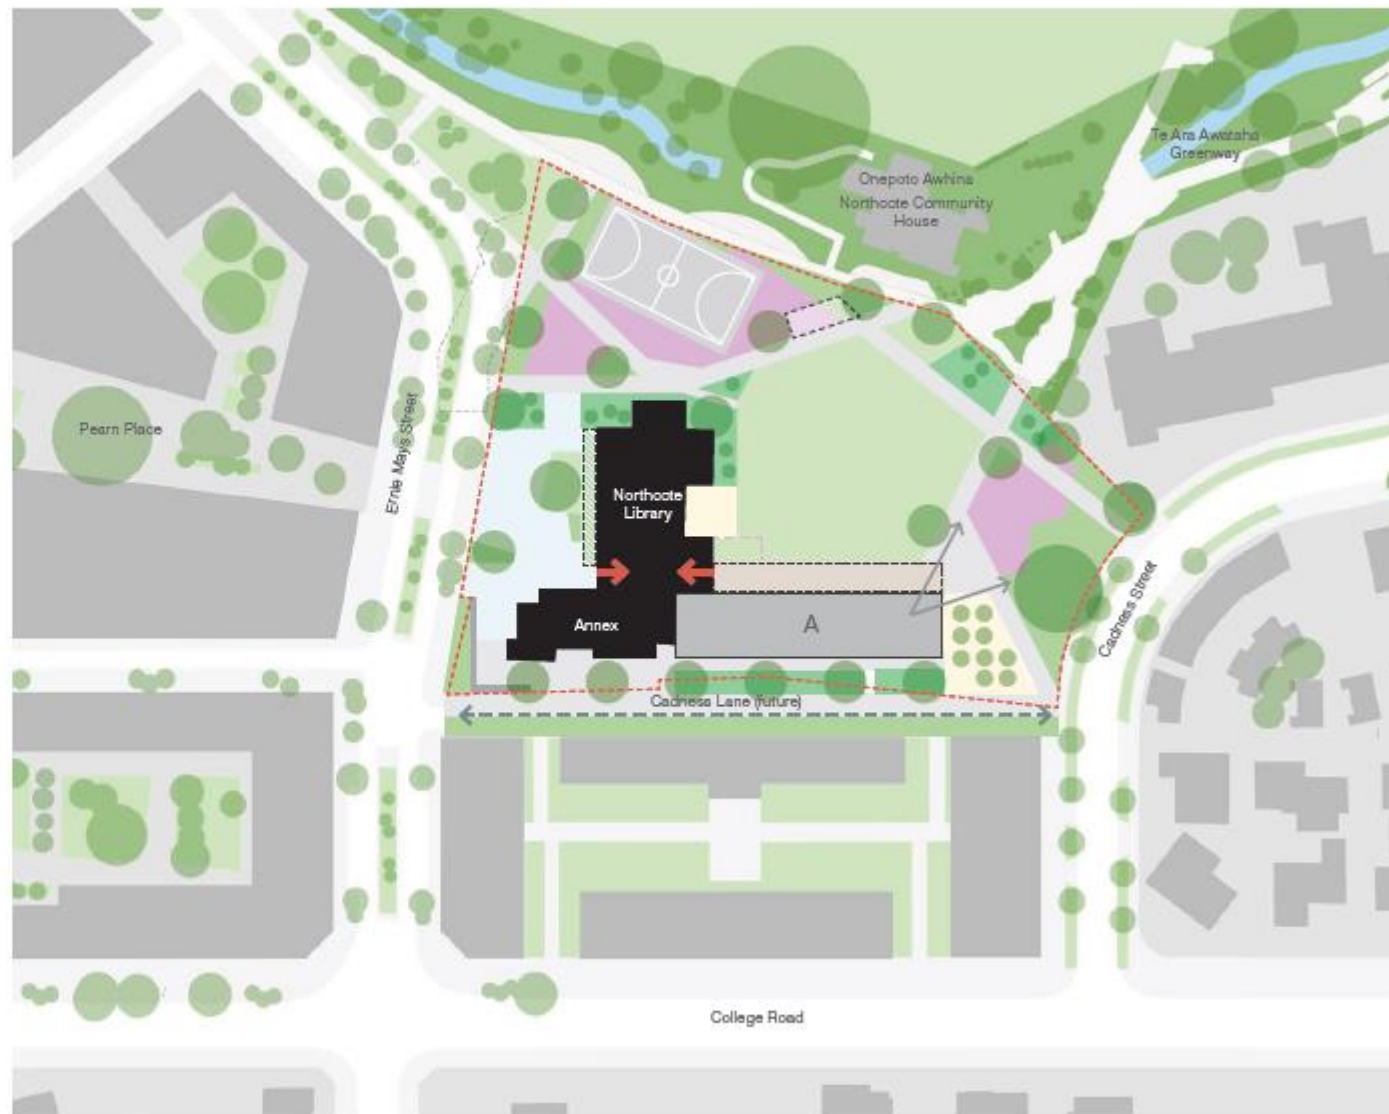 Te Ara Awataha
Greenway
Onepoto Awhina
Northcote Community
House
Pearn Place
Ernie Mays Street
Northcote
Library
Annex
A
Cadness Street
Cadness Lane (future)
College Road